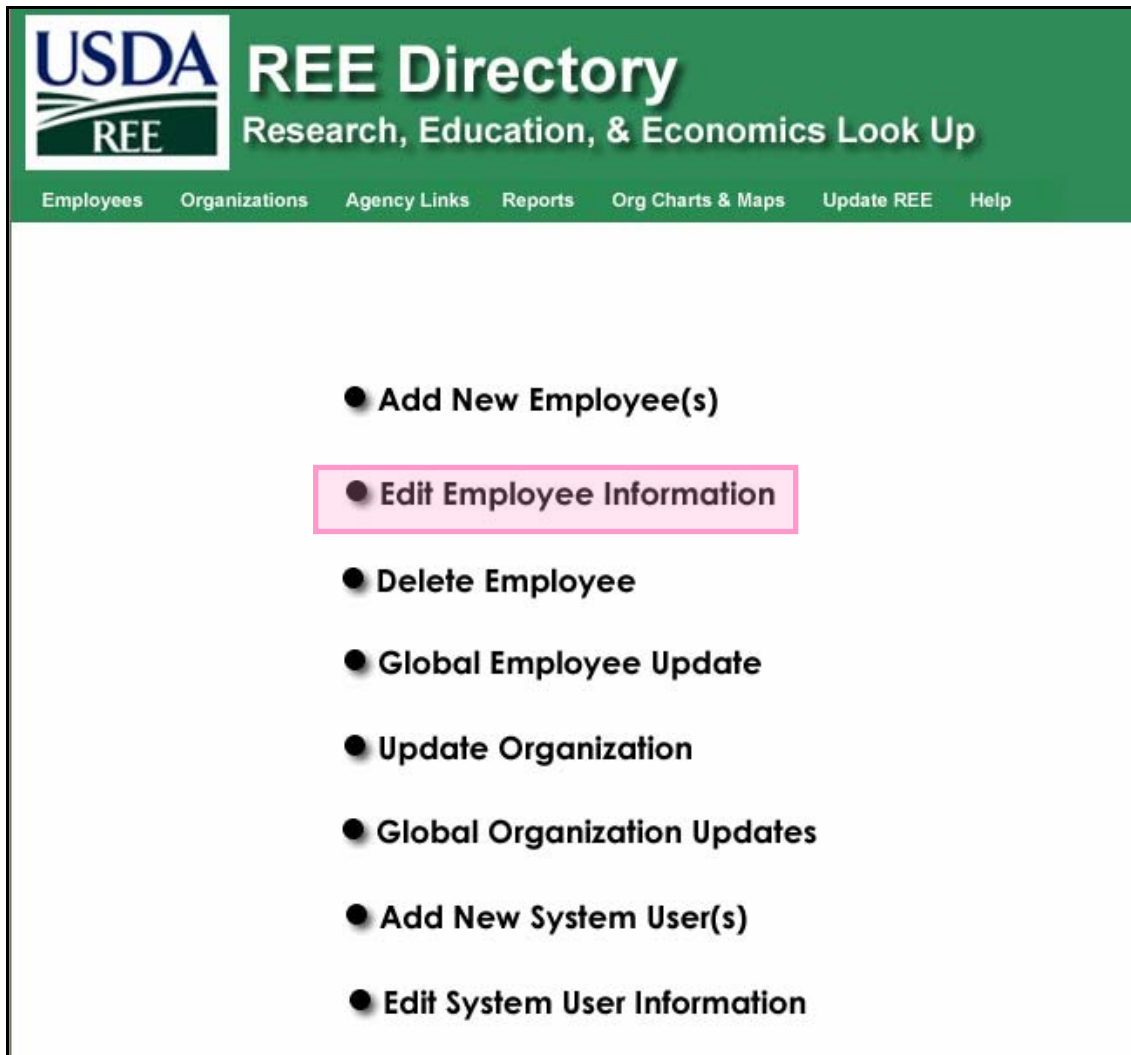 USDA
REE
REE Directory
Research, Education, & Economics Look Up
Employees Organizations Agency Links Reports Org Charts & Maps Update REE Help
● Add New Employee(s)
● Edit Employee Information
● Delete Employee
● Global Employee Update
● Update Organization
● Global Organization Updates
● Add New System User(s)
● Edit System User Information